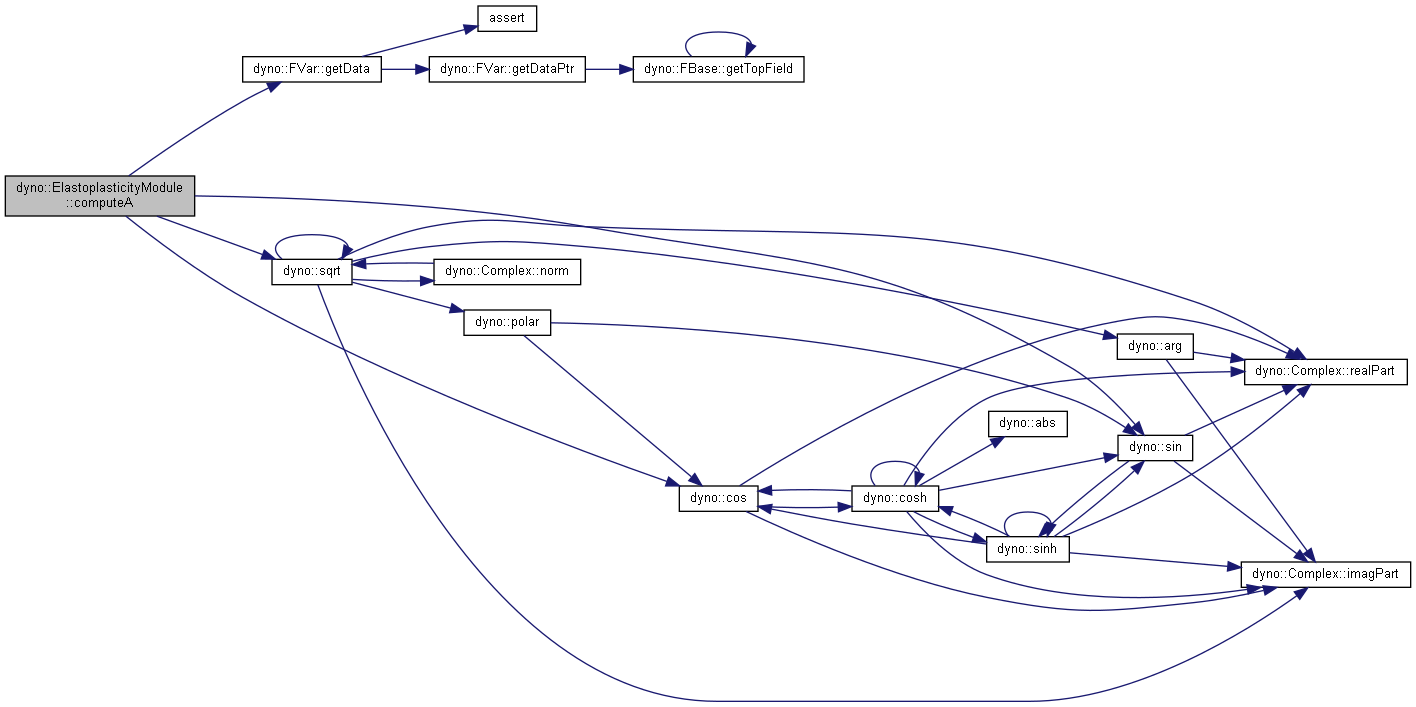 assert
dyno::FVar::getData
dyno::FVar::getDataPtr
dyno::FBase::getTopField
dyno::ElastoplasticityModule
::computeA
dyno::sqrt
dyno::Complex::norm
dyno::polar
dyno::arg
dyno::Complex::realPart
dyno::abs
dyno::sin
dyno::cos
dyno::cosh
dyno::sinh
dyno::Complex::imagPart